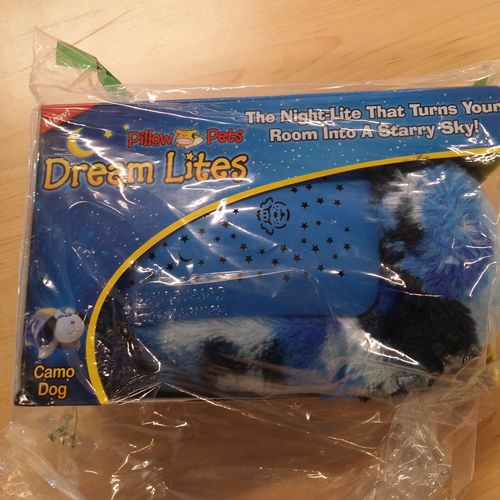 New!
Pillow Pets
Dream Lites
The Night-Lite That Turns Your
Room Into A Starry Sky!
Camo
Dog